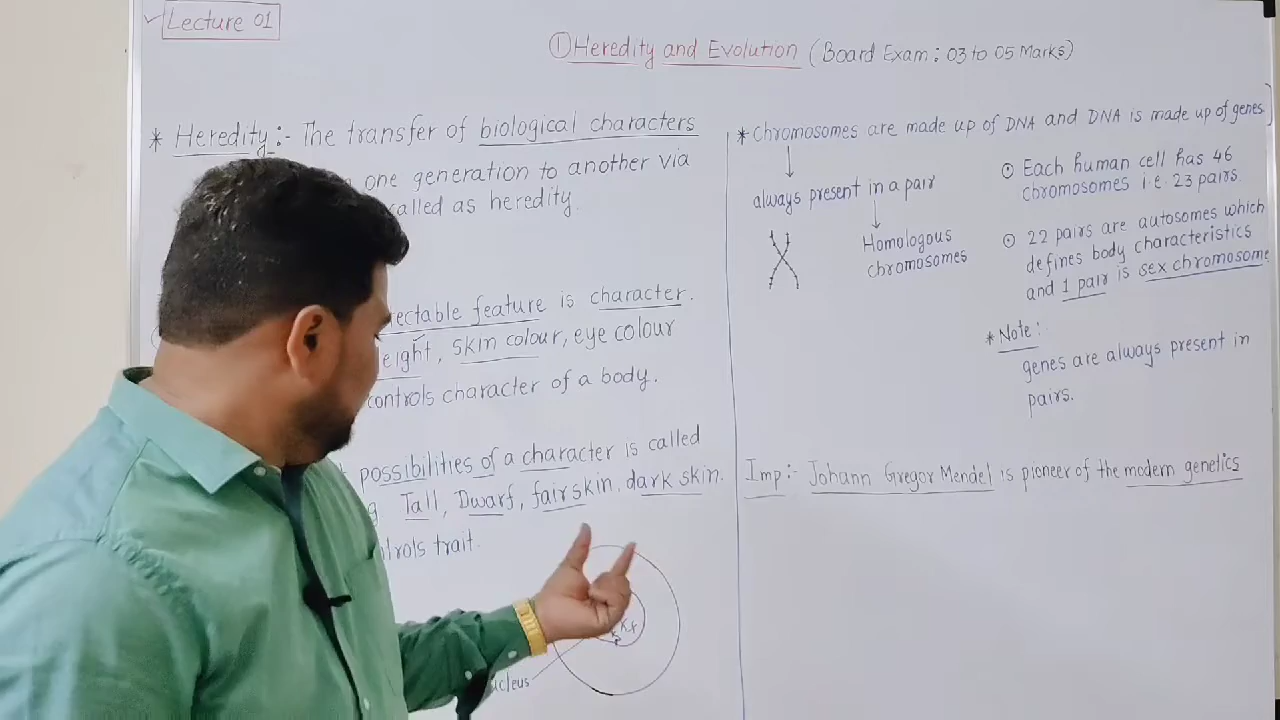 Lecture 01
① Heredity and Evolution (Board Exam: 03 to 05 Marks)
* Heredity :- The transfer of biological characters
one generation to another via
called as heredity.
ectable feature is character.
eight, skin colour, eye colour
controls character of a body.
possibilities of a character is called
g Tall, Dwarf, fair skin, dark skin.
ntrols trait.
ucleus
* chromosomes are made up of DNA and DNA is made up of genes
always present in a pair
Homologous
chromosomes
⊙ Each human cell has 46
chromosomes i.e. 23 pairs.
⊙ 22 pairs are autosomes which
defines body characteristics
and 1 pair is sex chromosome
* Note:
genes are always present in
pairs.
Imp:- Johann Gregor Mendel is pioneer of the modern genetics